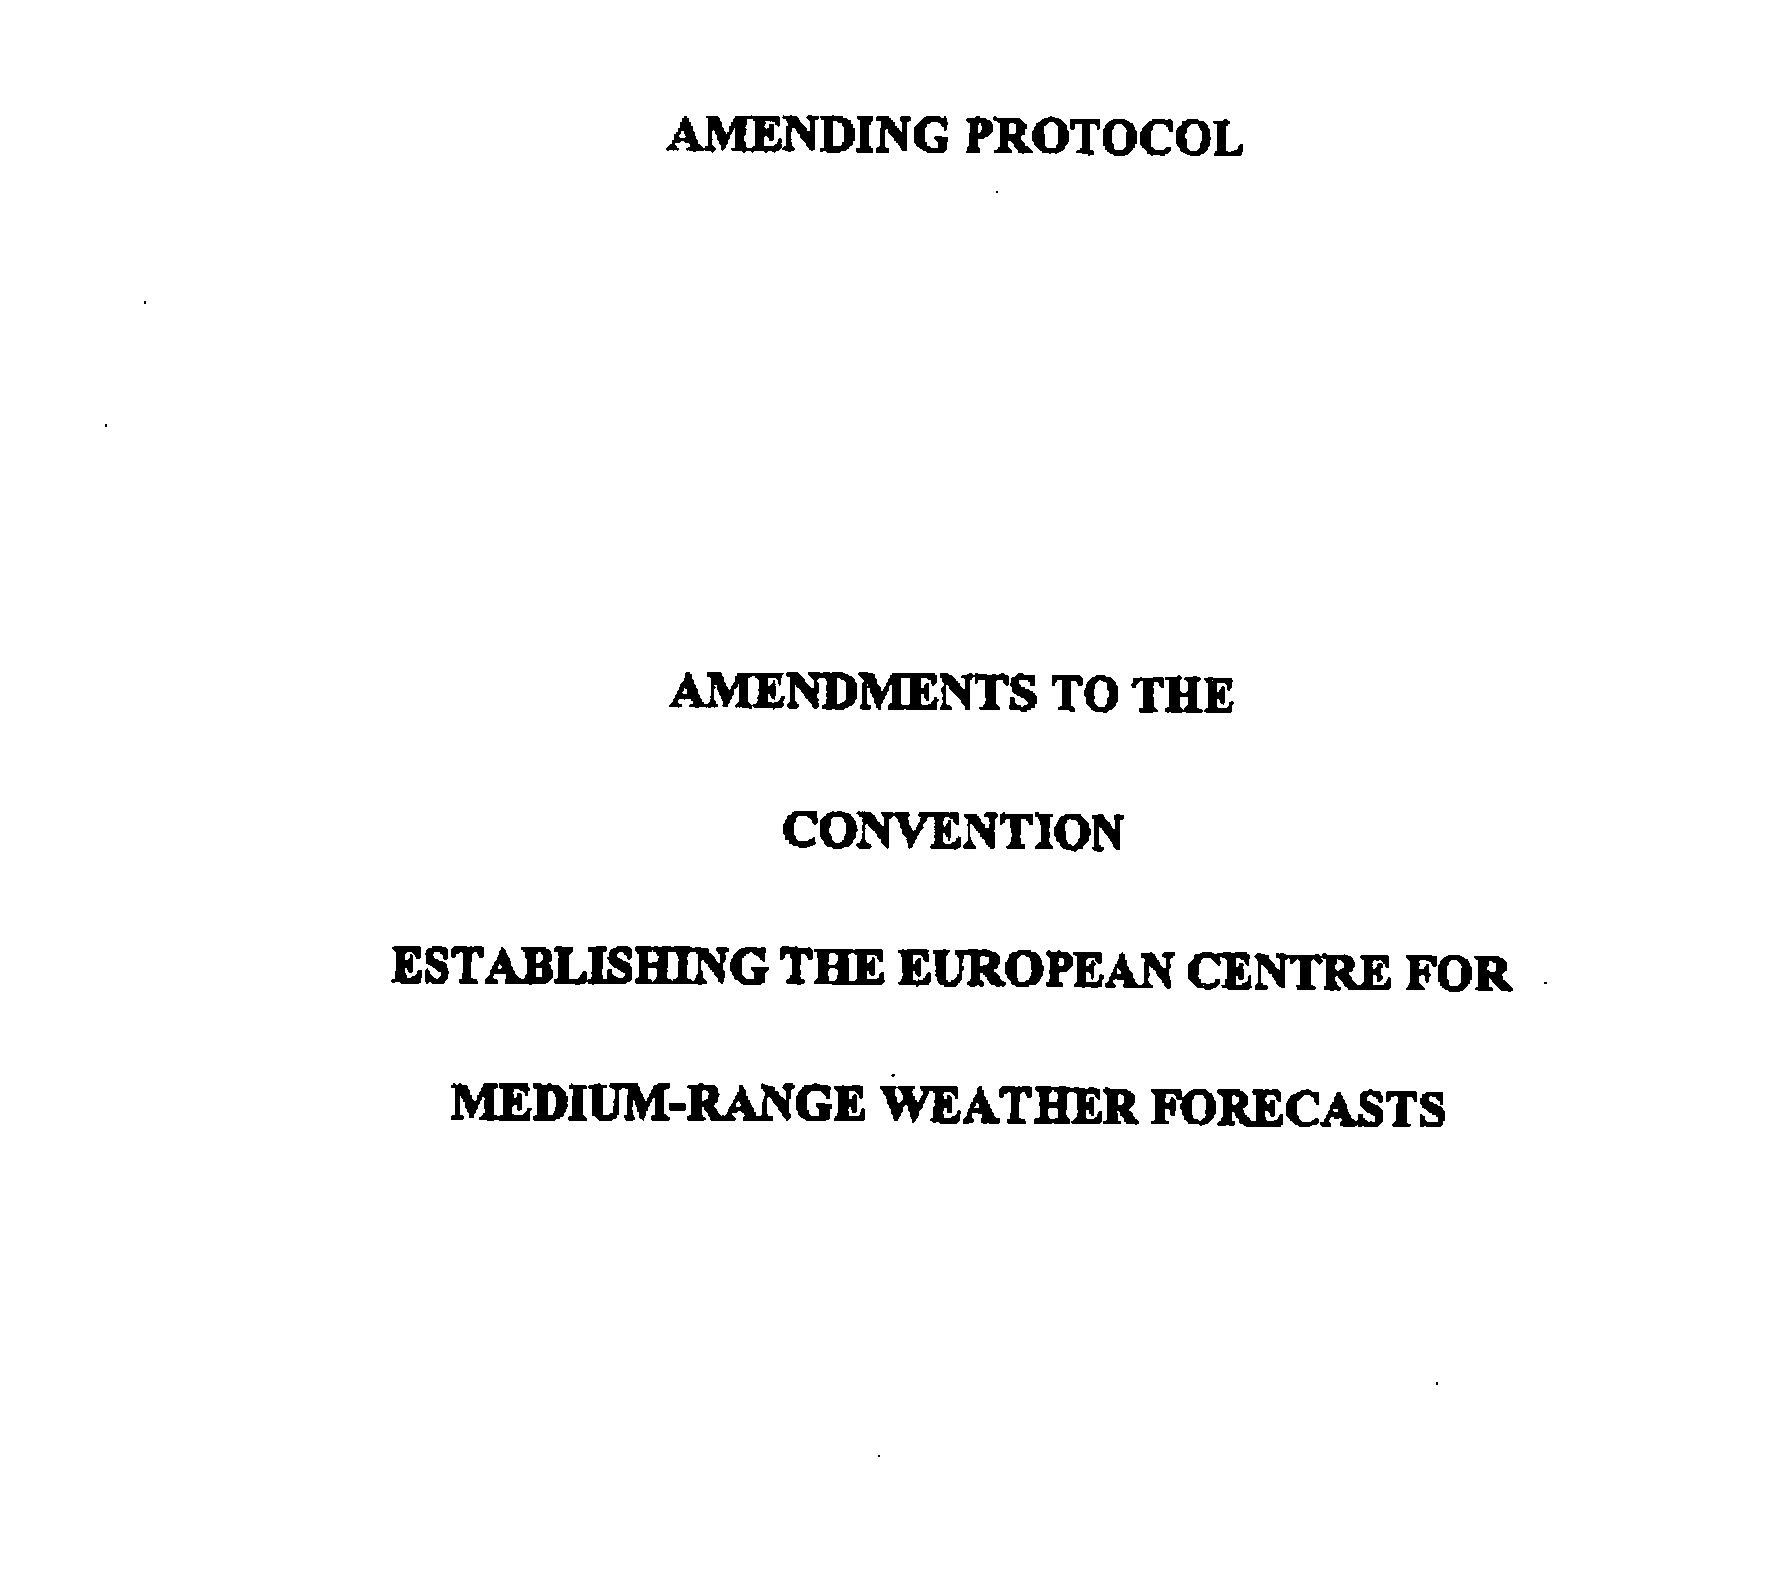 AMENDING PROTOCOL
AMENDMENTS TO THE
CONVENTION
ESTABLISHING THE EUROPEAN CENTRE FOR
MEDIUM-RANGE WEATHER FORECASTS